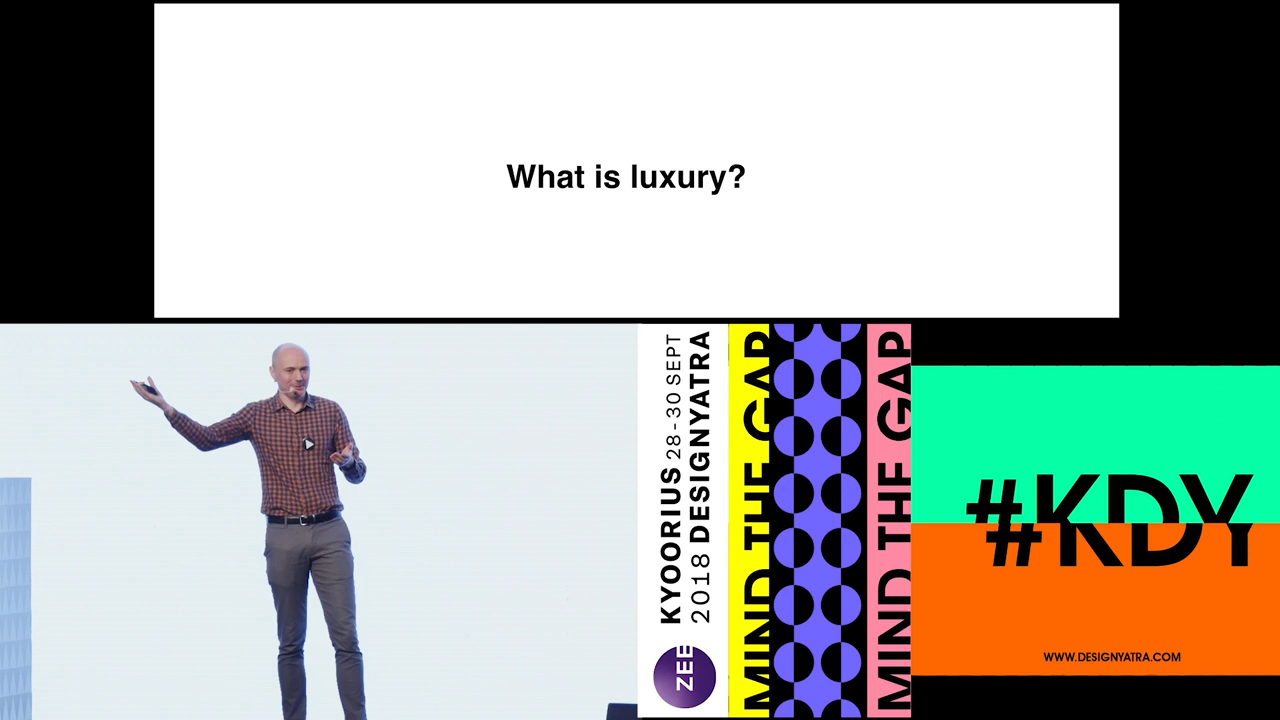 What is luxury?
KYOORIUS 28-30 SEPT
2018 DESIGNYATRA
ZEE
MIND THE GAP
MIND THE GAP
#KDY
#KDY
WWW.DESIGNYATRA.COM